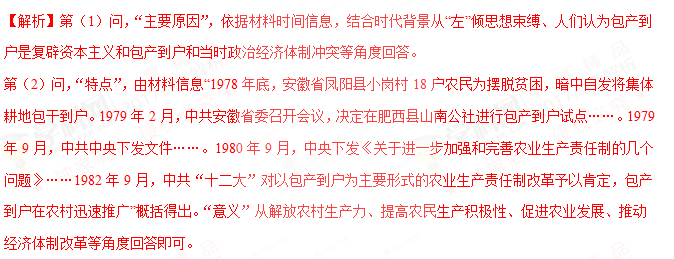 【解析】第（1）问，“主要原因”，依据材料时间信息，结合时代背景从“左”倾思想束缚、人们认为包产到
户是复辟资本主义和包产到户和当时政治经济体制冲突等角度回答。
第（2）问，“特点”，由材料信息“1978 年底，安徽省凤阳县小岗村 18 户农民为摆脱贫困，暗中自发将集体
耕地包干到户。1979 年 2 月，中共安徽省委召开会议，决定在肥西县山南公社进行包产到户试点……。1979
年 9 月，中共中央下发文件……。1980 年 9 月，中央下发《关于进一步加强和完善农业生产责任制的几个
问题》……1982 年 9 月，中共“十二大”对以包产到户为主要形式的农业生产责任制改革予以肯定，包产
到户在农村迅速推广”概括得出。“意义”从解放农村生产力、提高农民生产积极性、促进农业发展、推动
经济体制改革等角度回答即可。